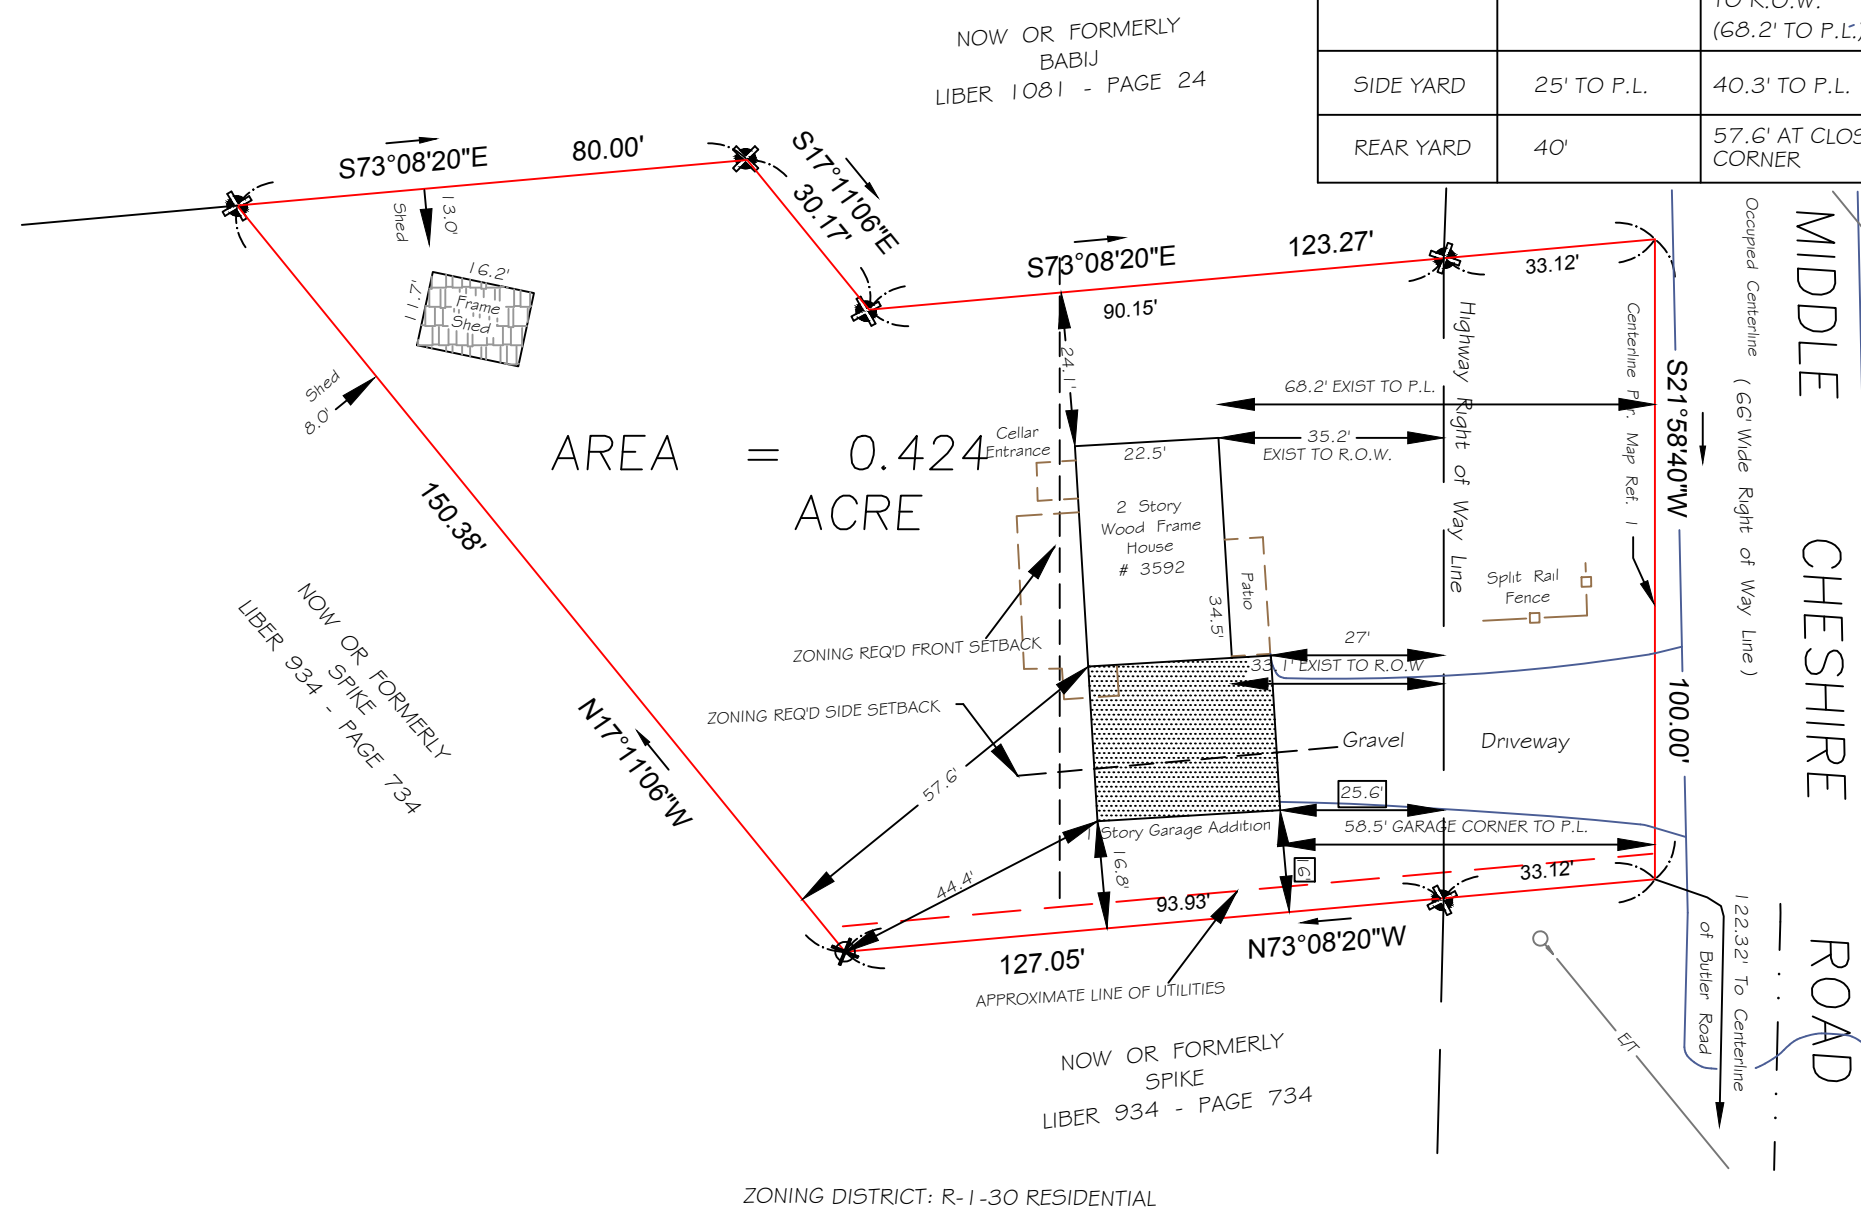 NOW OR FORMERLY
BABIJ
LIBER 1081 - PAGE 24
TO R.O.W.
(68.2' TO P.L.)
SIDE YARD 25' TO P.L. 40.3' TO P.L.
REAR YARD 40' 57.6' AT CLOS
CORNER
S73°08'20"E 80.00'
S17°11'06"E
30.17'
S73°08'20"E 123.27'
90.15'
33.12'
Shed
13.0'
16.2'
11.7'
Frame
Shed
Shed
8.0'
AREA = 0.424
ACRE
150.38'
N17°11'06"W
NOW OR FORMERLY
SPIKE
LIBER 934 - PAGE 734
24.1'
Cellar
Entrance
22.5'
2 Story
Wood Frame
House
# 3592
34.5'
Patio
68.2' EXIST TO P.L.
35.2'
EXIST TO R.O.W.
Highway Right of Way Line
Centerline Per. Map Ref. 1
S21°58'40"W
100.00'
Occupied Centerline (66' Wide Right of Way Line)
MIDDLE CHESHIRE ROAD
Split Rail
Fence
ZONING REQ'D FRONT SETBACK
27'
33.1' EXIST TO R.O.W
ZONING REQ'D SIDE SETBACK
Gravel Driveway
57.6'
25.6'
1 Story Garage Addition
58.5' GARAGE CORNER TO P.L.
44.4'
16.8'
16'
93.93'
33.12'
127.05'
N73°08'20"W
APPROXIMATE LINE OF UTILITIES
122.32' To Centerline
of Butler Road
E/T
NOW OR FORMERLY
SPIKE
LIBER 934 - PAGE 734
ZONING DISTRICT: R-1-30 RESIDENTIAL